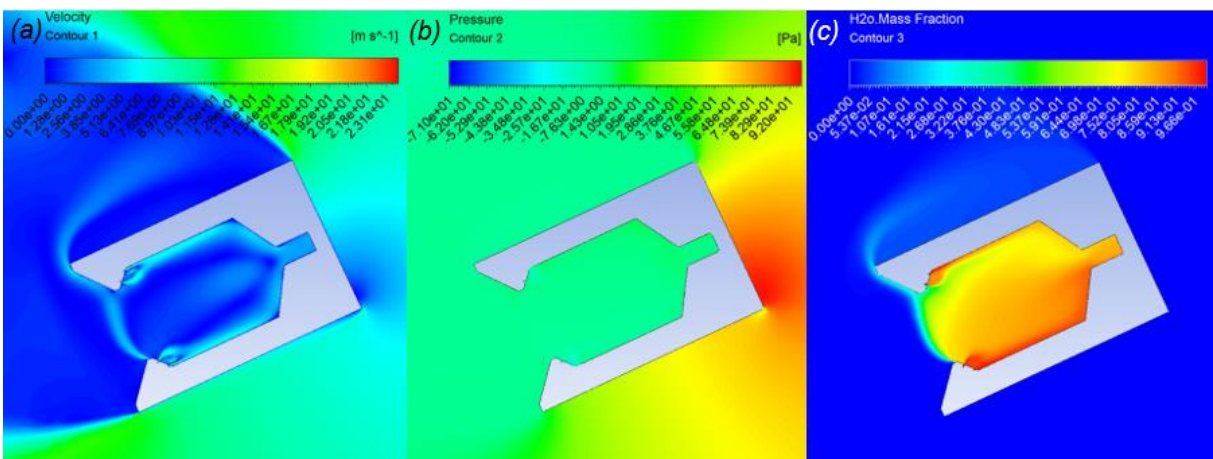 (a) Velocity
Contour 1
[m s^-1]
0.00e+00 1.28e+00 2.56e+00 3.85e+00 5.13e+00 6.41e+00 7.69e+00 8.97e+00 1.03e+01 1.15e+01 1.28e+01 1.41e+01 1.54e+01 1.67e+01 1.79e+01 1.92e+01 2.05e+01 2.18e+01 2.31e+01
(b) Pressure
Contour 2
[Pa]
-7.10e+01 -6.20e+01 -5.29e+01 -4.38e+01 -3.48e+01 -2.57e+01 -1.67e+01 -7.63e+00 1.43e+00 1.05e+01 1.95e+01 2.86e+01 3.76e+01 4.67e+01 5.58e+01 6.48e+01 7.39e+01 8.29e+01 9.20e+01
(c) H2o.Mass Fraction
Contour 3
0.00e+00 5.37e-02 1.07e-01 1.61e-01 2.15e-01 2.68e-01 3.22e-01 3.76e-01 4.30e-01 4.83e-01 5.37e-01 5.91e-01 6.44e-01 6.98e-01 7.52e-01 8.05e-01 8.59e-01 9.13e-01 9.66e-01